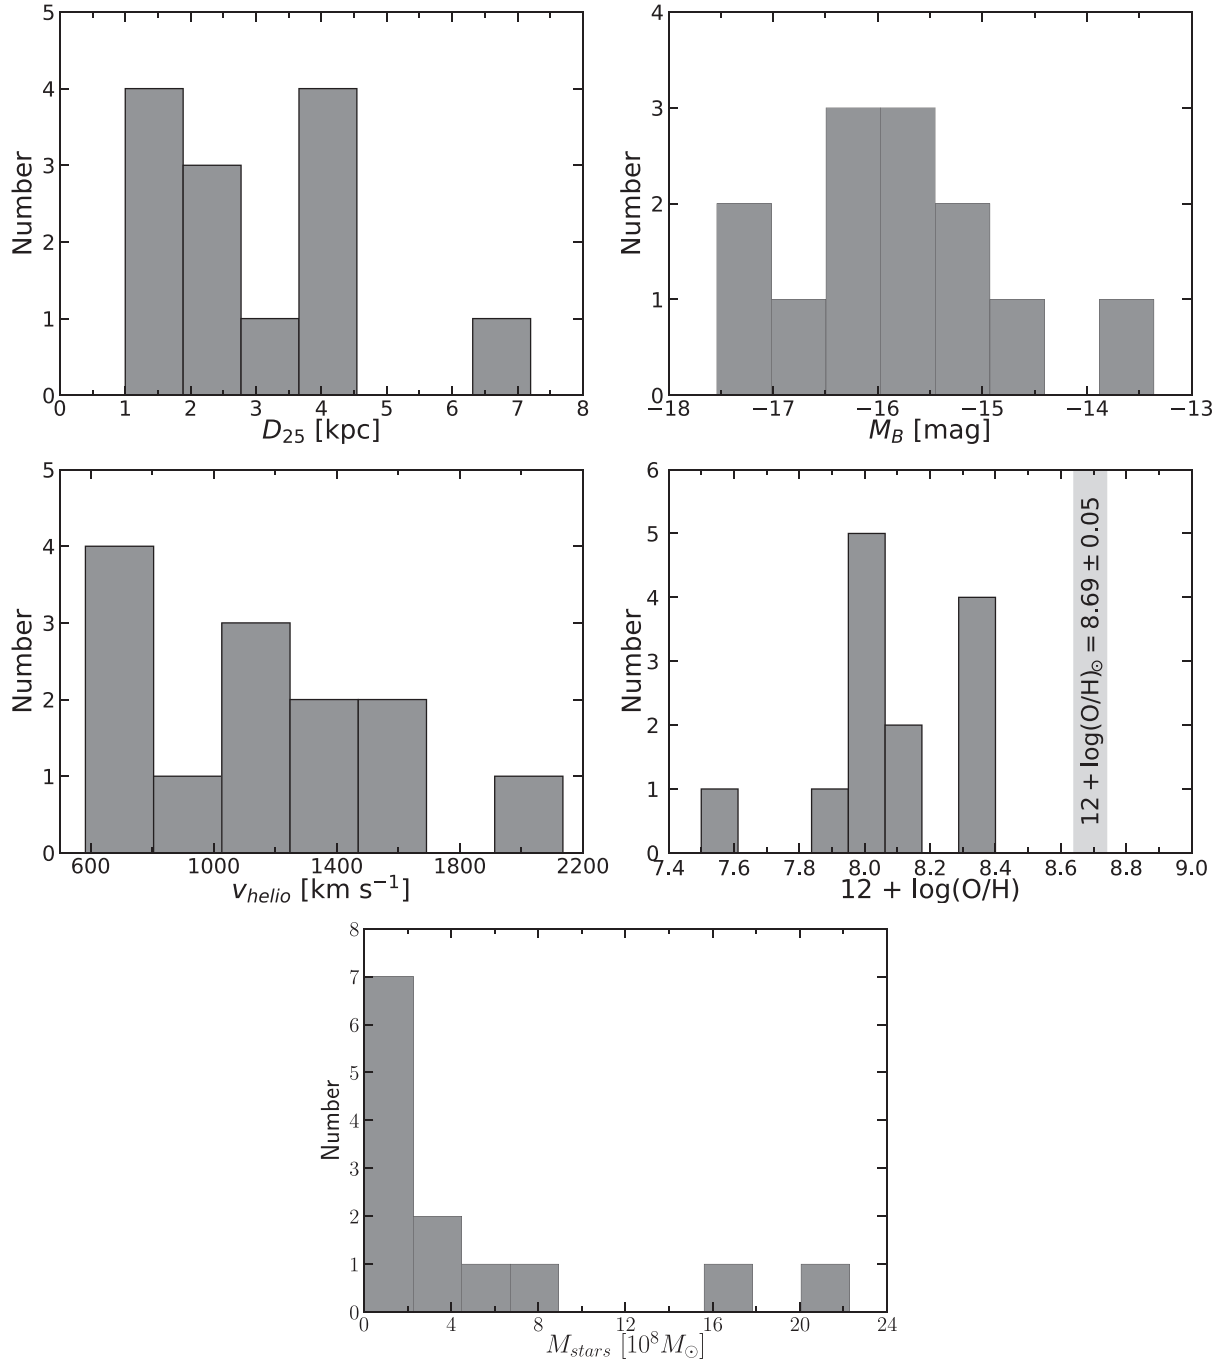 5
4
3
2
1
0
Number
0 1 2 3 4 5 6 7 8
D25 [kpc]
4
3
2
1
0
Number
−18 −17 −16 −15 −14 −13
MB [mag]
5
4
3
2
1
0
Number
600 1000 1400 1800 2200
vhelio [km s−1]
6
5
4
3
2
1
0
Number
12 + log(O/H)⊙ = 8.69 ± 0.05
7.4 7.6 7.8 8.0 8.2 8.4 8.6 8.8 9.0
12 + log(O/H)
8
7
6
5
4
3
2
1
0
Number
0 4 8 12 16 20 24
Mstars [10^8M⊙]